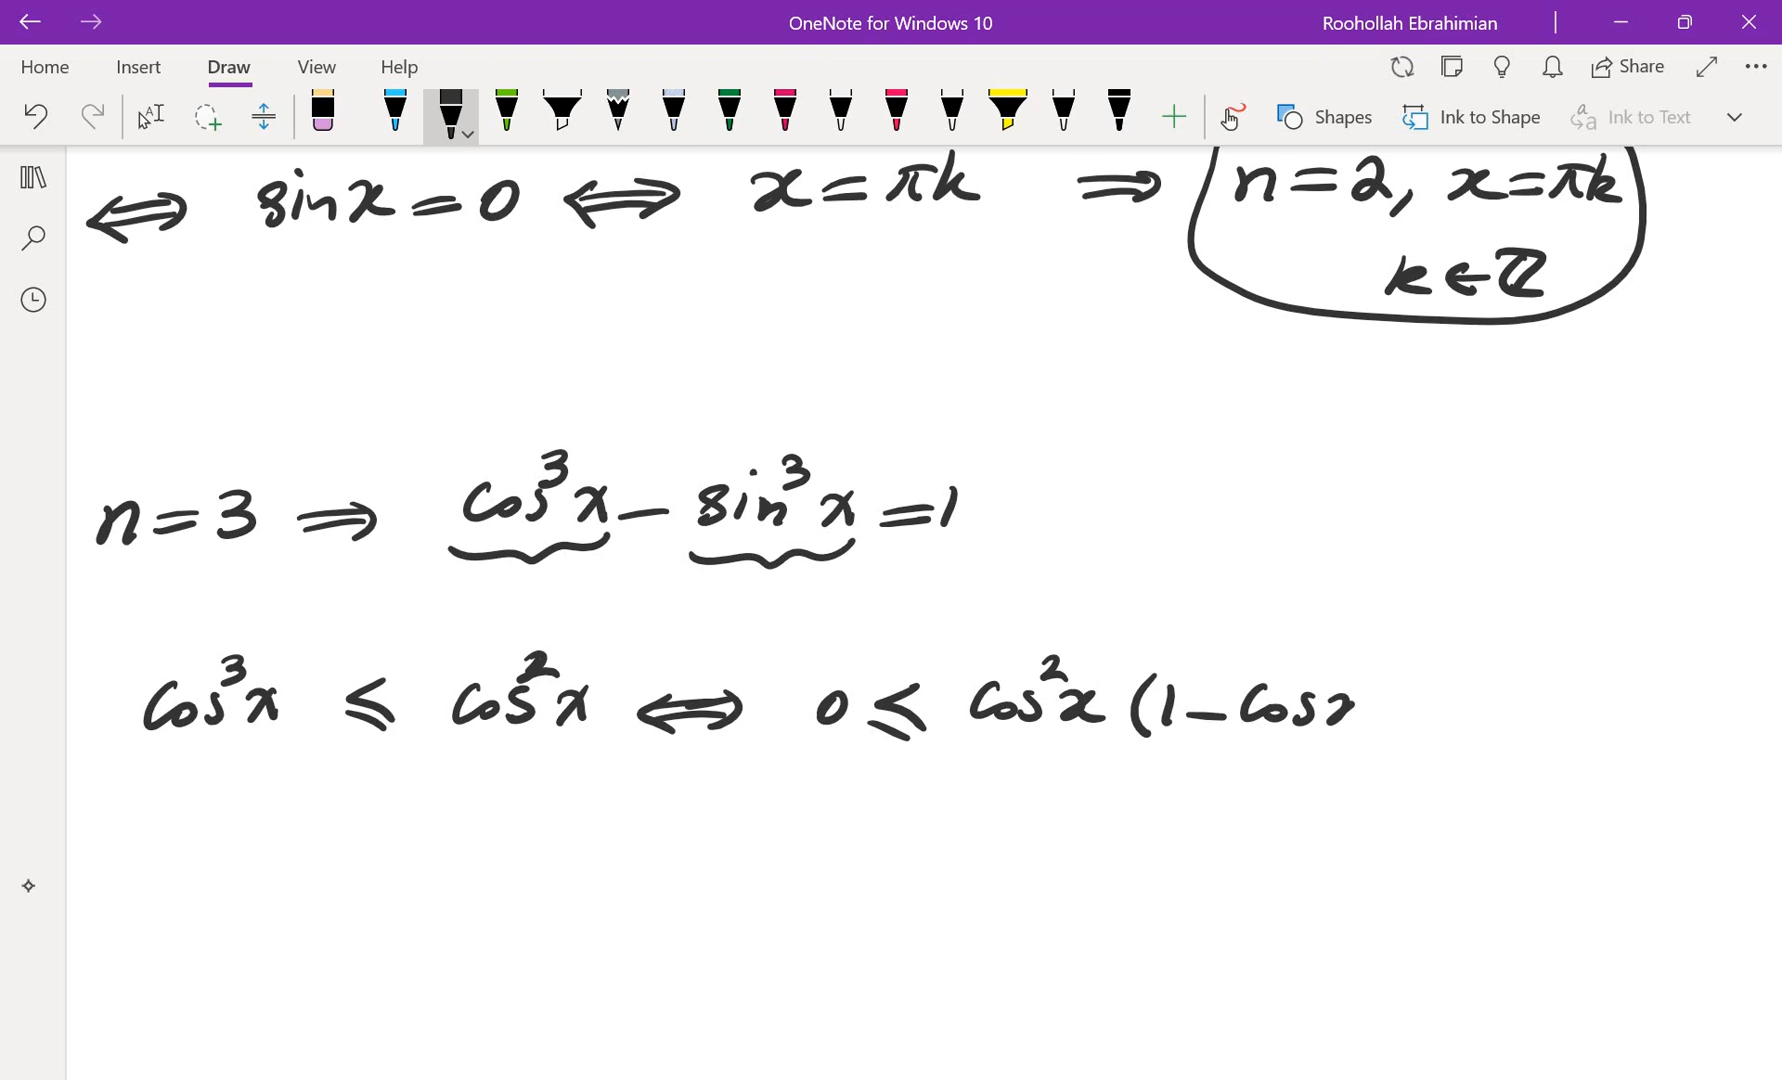 OneNote for Windows 10
Roohollah Ebrahimian
Home Insert Draw View Help
Share
Shapes Ink to Shape Ink to Text
⟺ sin x = 0 ⟺ x = πk ⟹ n = 2, x = πk
k ∈ ℤ
n = 3 ⟹ cos³x − sin³x = 1
cos³x ≤ cos²x ⟺ 0 ≤ cos²x (1 − cos x